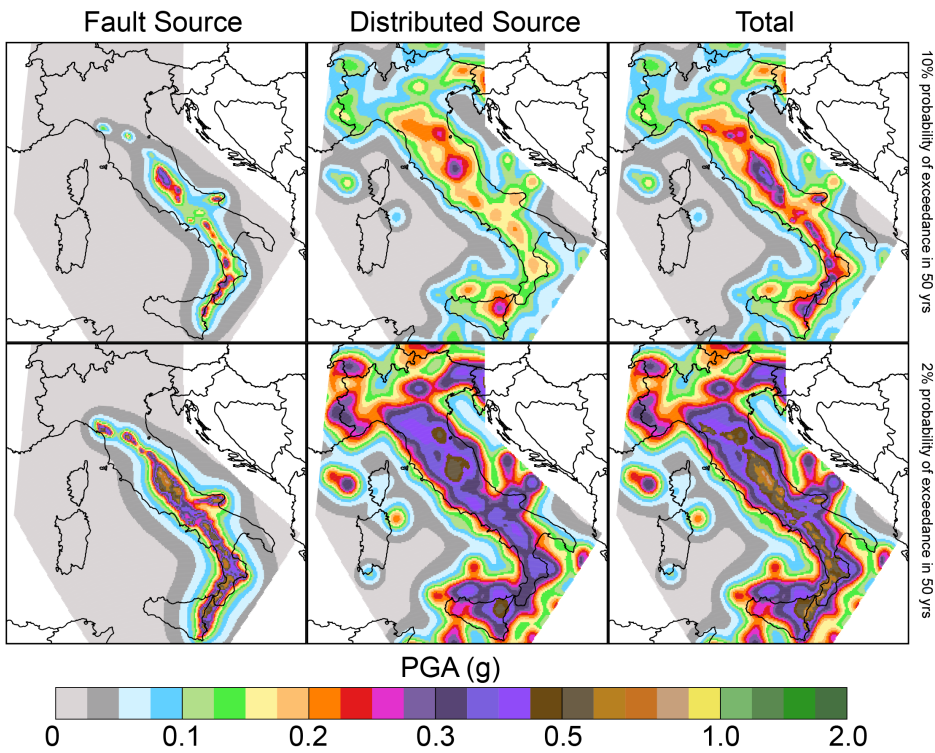 Fault Source
Distributed Source
Total
10% probability of exceedance in 50 yrs
2% probability of exceedance in 50 yrs
PGA (g)
0 0.1 0.2 0.3 0.5 1.0 2.0